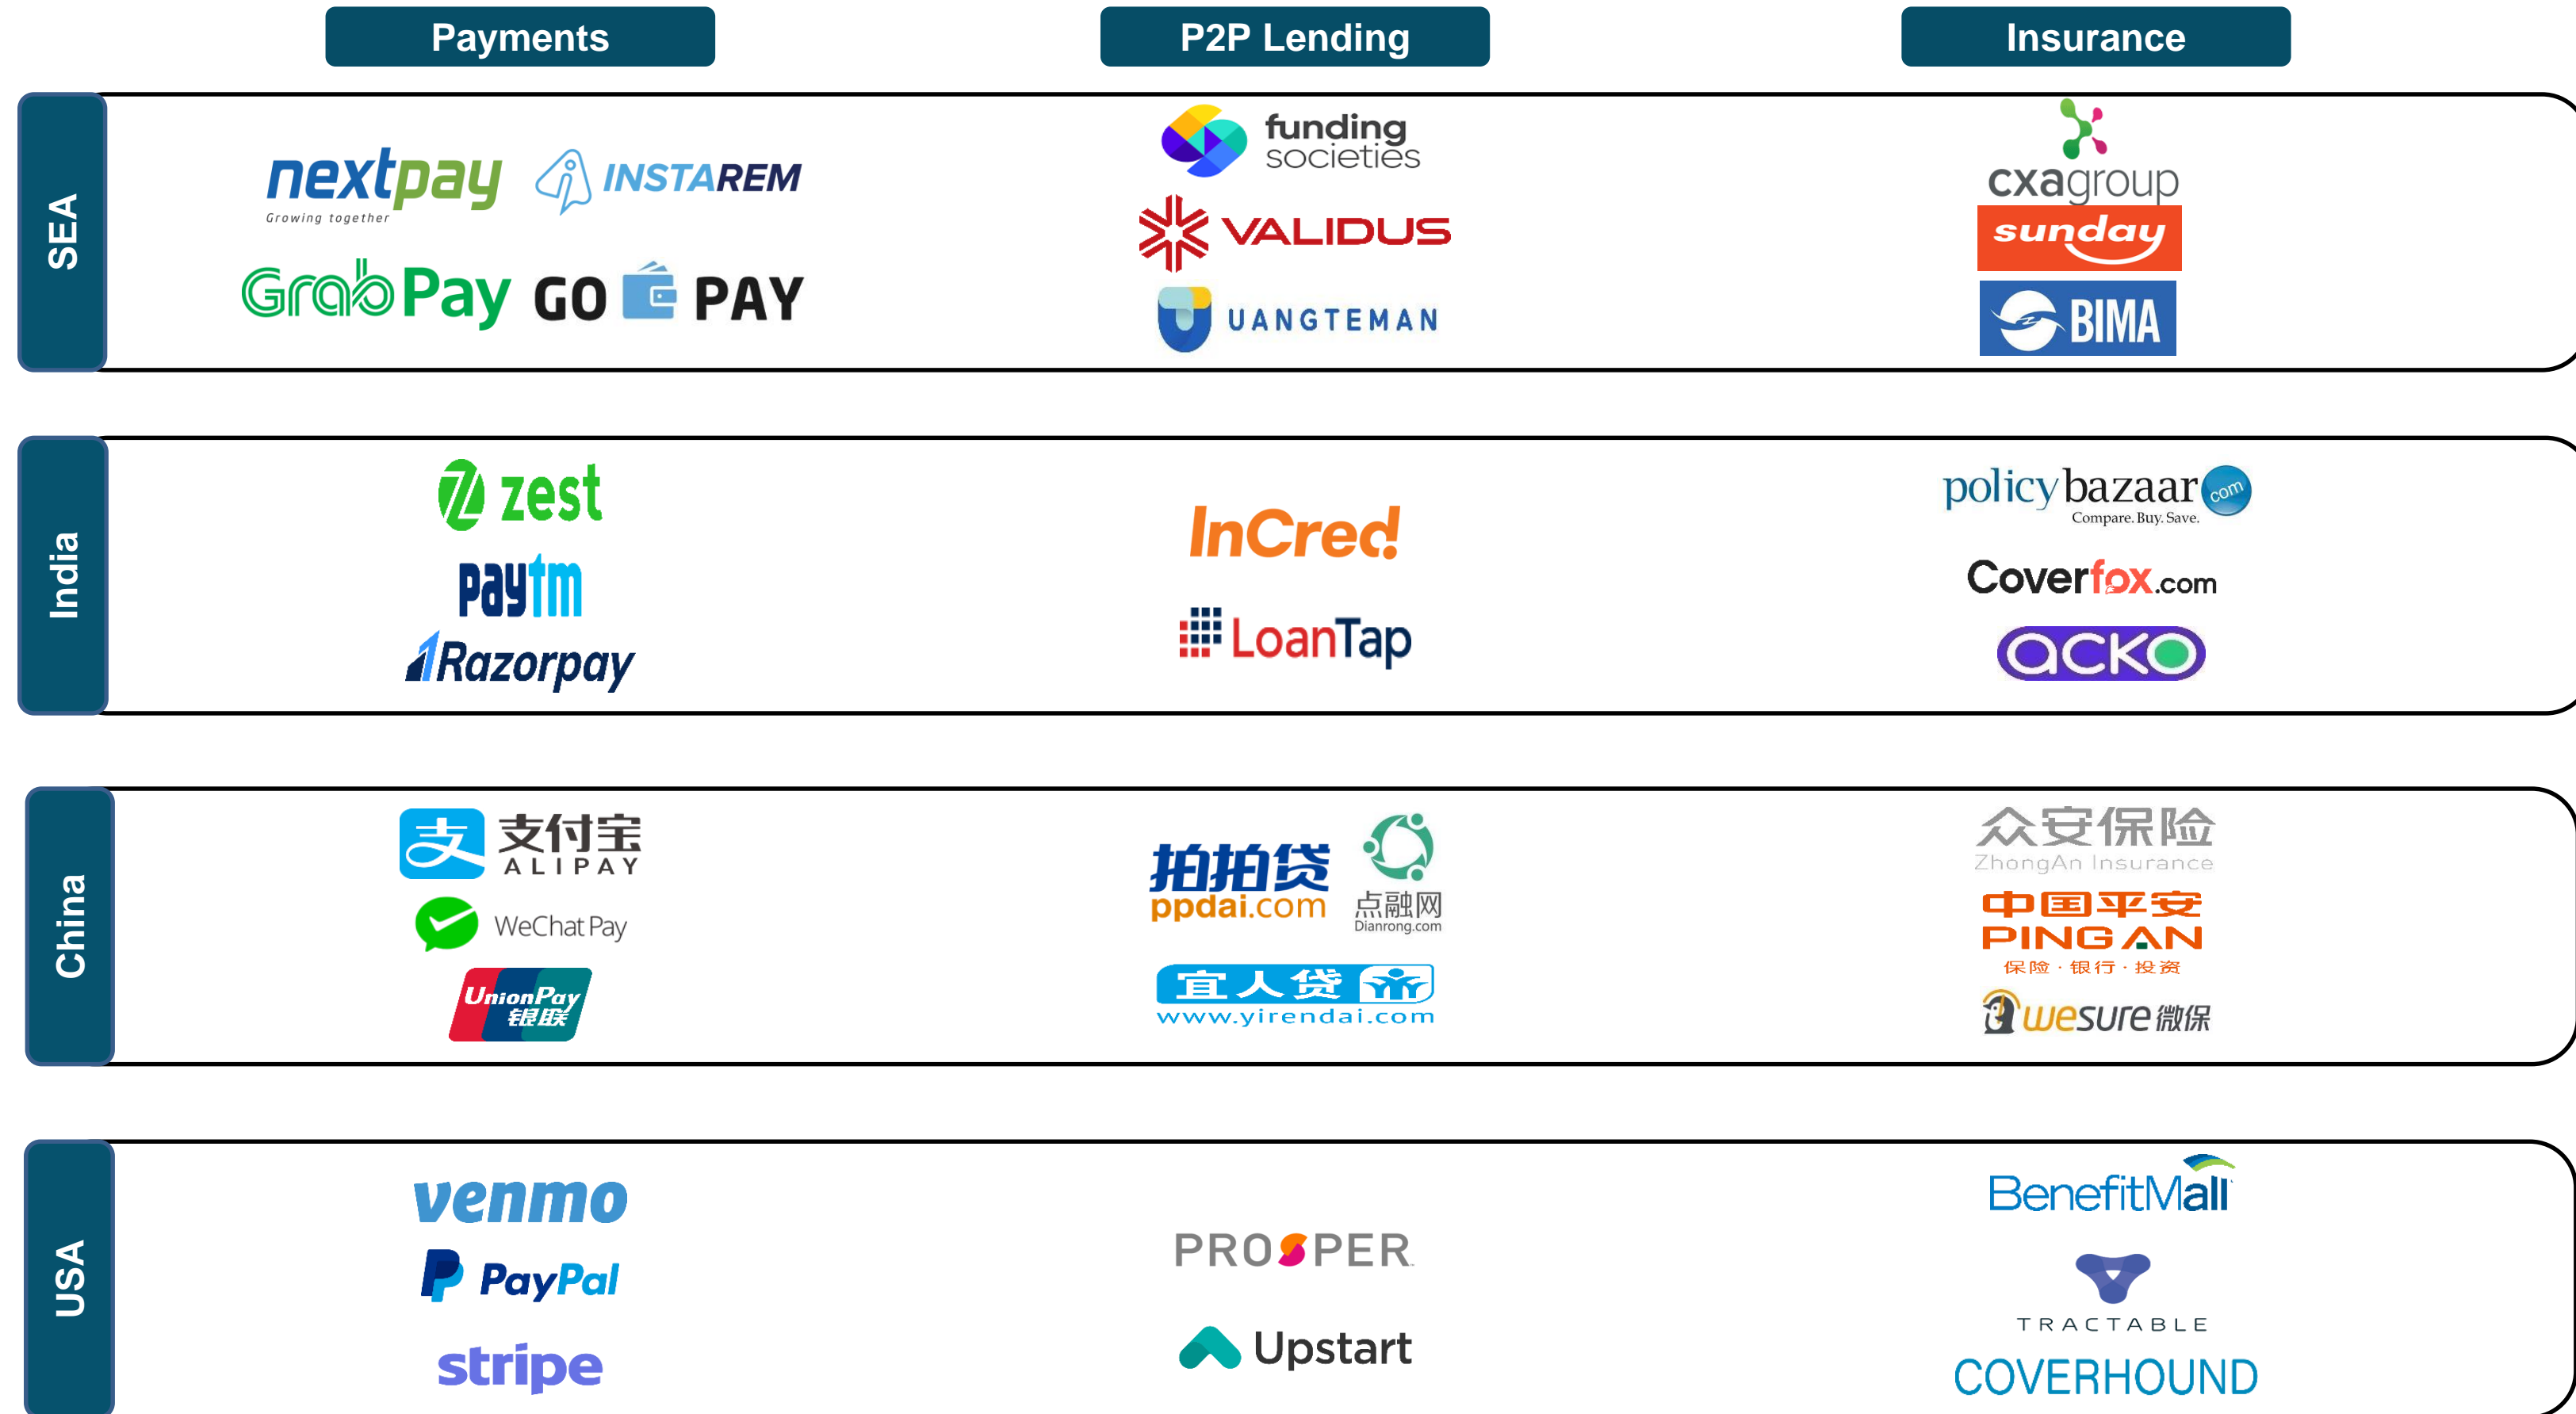 Payments
P2P Lending
Insurance
SEA
nextpay
Growing together
INSTAREM
GrabPay
GO PAY
funding
societies
VALIDUS
UANGTEMAN
cxagroup
sunday
BIMA
India
zest
paytm
Razorpay
InCred
LoanTap
policybazaar com
Compare. Buy. Save.
Coverfox.com
acko
China
支 支付宝
ALIPAY
WeChat Pay
UnionPay
银联
拍拍贷
ppdai.com
点融网
Dianrong.com
宜人贷
www.yirendai.com
众安保险
ZhongAn Insurance
中国平安
PING AN
保险·银行·投资
wesure 微保
USA
venmo
PayPal
stripe
PROSPER
Upstart
BenefitMall
TRACTABLE
COVERHOUND